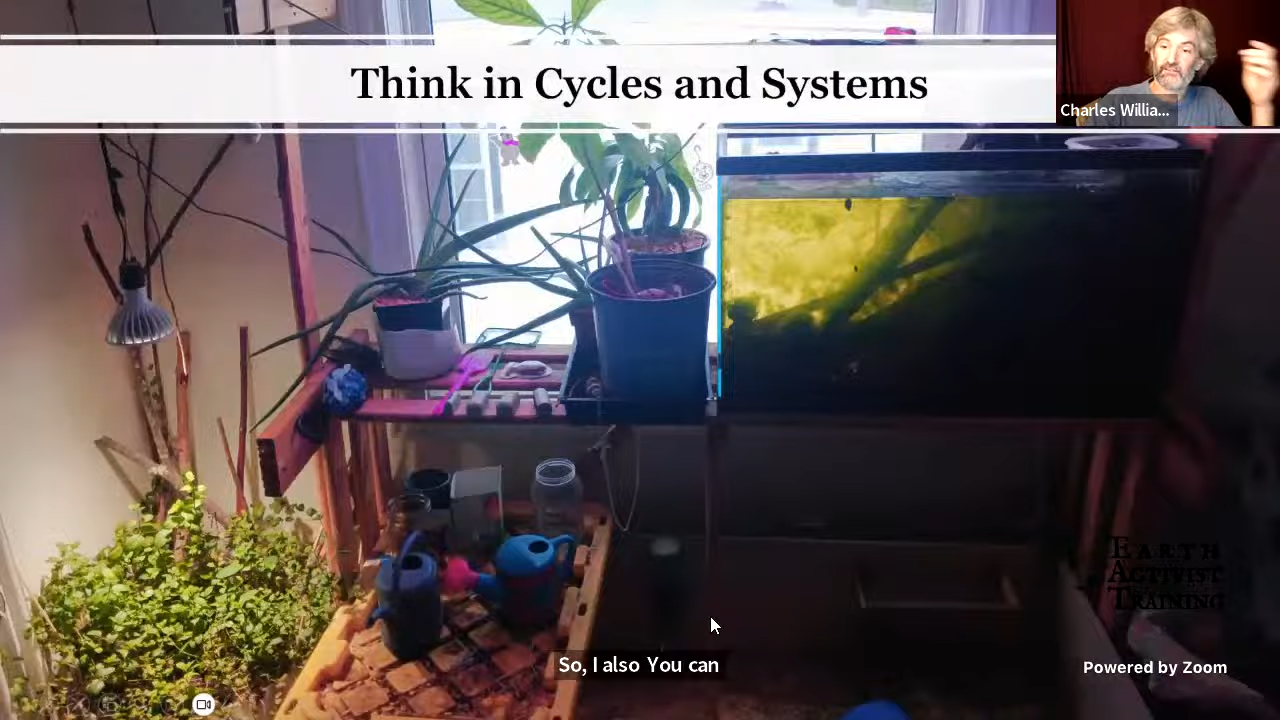 Think in Cycles and Systems
Charles Willia...
EARTH
ACTIVIST
TRAINING
So, I also You can
Powered by Zoom